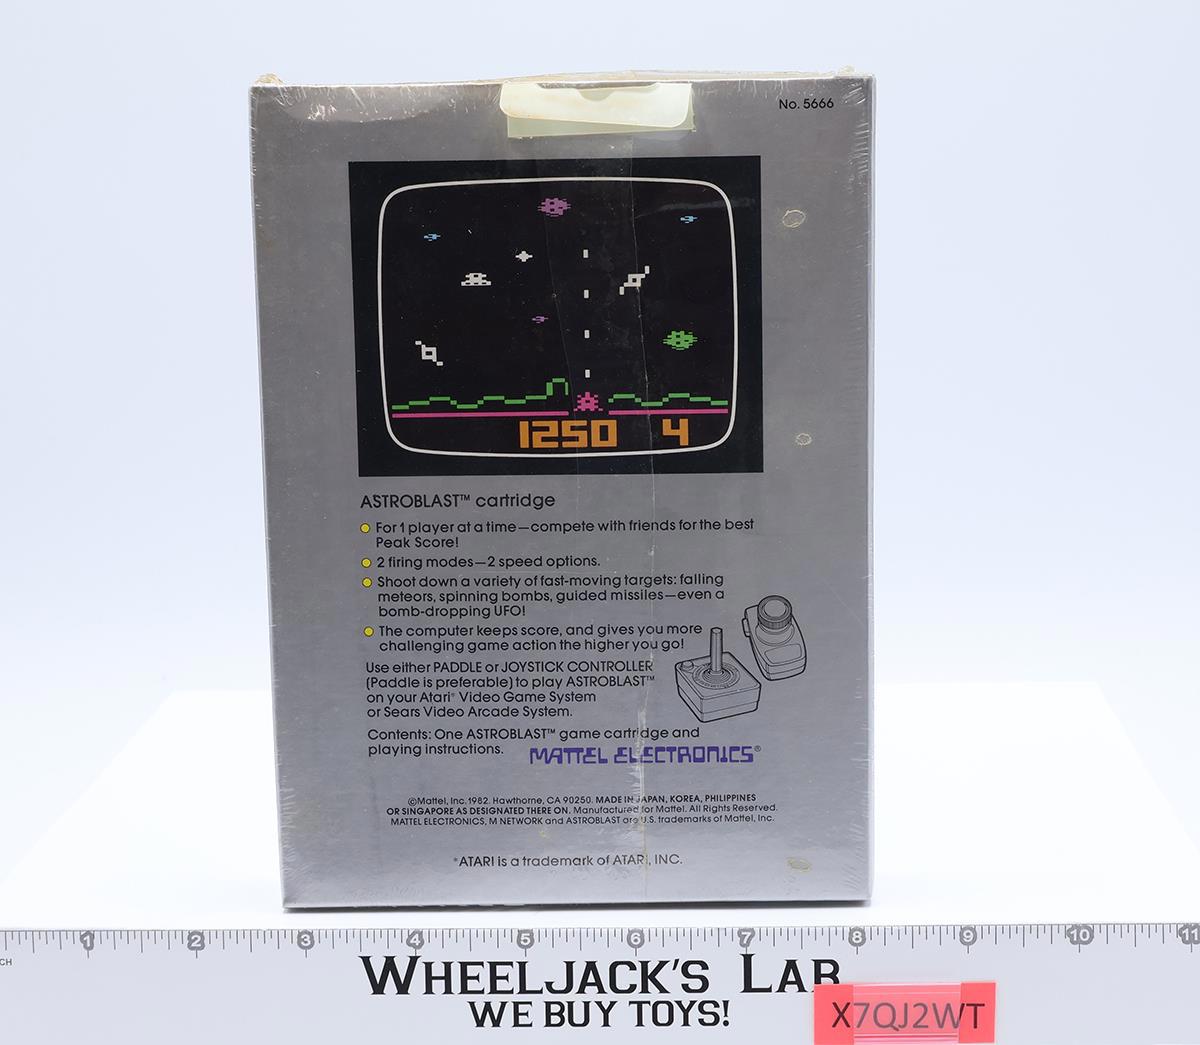 No. 5666
1250 4
ASTROBLAST™ cartridge
For 1 player at a time—compete with friends for the best
Peak Score!
2 firing modes—2 speed options.
Shoot down a variety of fast-moving targets: falling
meteors, spinning bombs, guided missiles—even a
bomb-dropping UFO!
The computer keeps score, and gives you more
challenging game action the higher you go!
Use either PADDLE or JOYSTICK CONTROLLER
(Paddle is preferable) to play ASTROBLAST™
on your Atari® Video Game System
or Sears Video Arcade System.
Contents: One ASTROBLAST™ game cartridge and
playing instructions.
MATTEL ELECTRONICS®
©Mattel, Inc. 1982. Hawthorne, CA 90250. MADE IN JAPAN, KOREA, PHILIPPINES
OR SINGAPORE AS DESIGNATED THERE ON. Manufactured for Mattel. All Rights Reserved.
MATTEL ELECTRONICS, M NETWORK and ASTROBLAST are U.S. trademarks of Mattel, Inc.
®ATARI is a trademark of ATARI, INC.
1 2 3 4 5 6 7 8 9 10 11
CH
WHEELJACK'S LAB
WE BUY TOYS!
X7QJ2WT